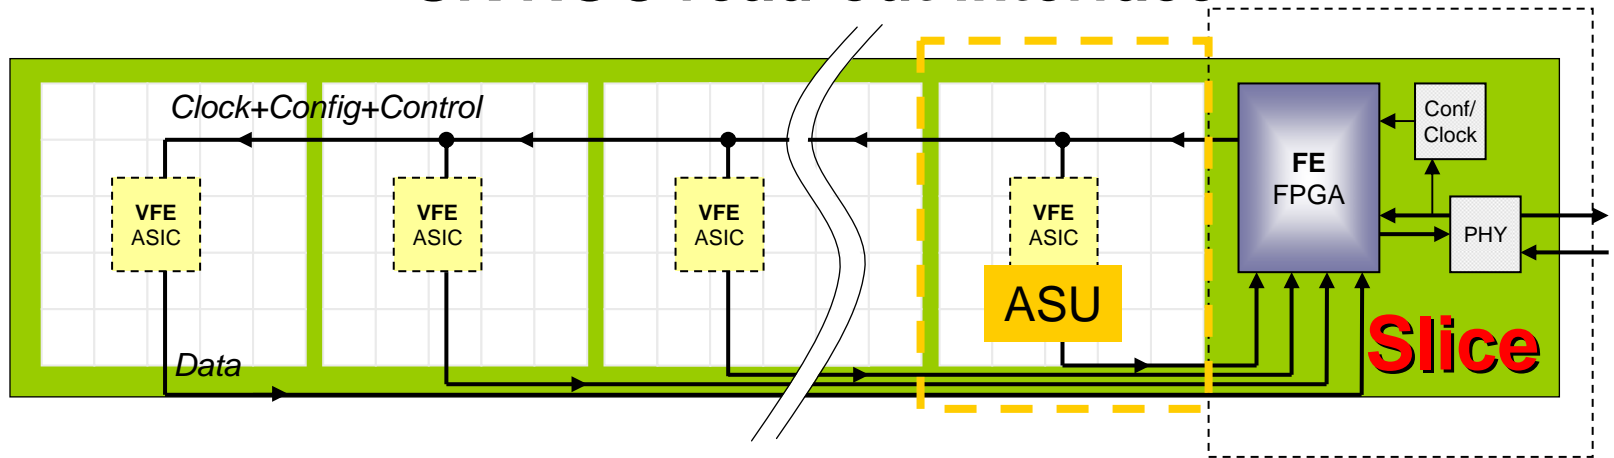 Clock+Config+Control
VFE
ASIC
VFE
ASIC
VFE
ASIC
VFE
ASIC
ASU
FE
FPGA
Conf/
Clock
PHY
Slice
Data